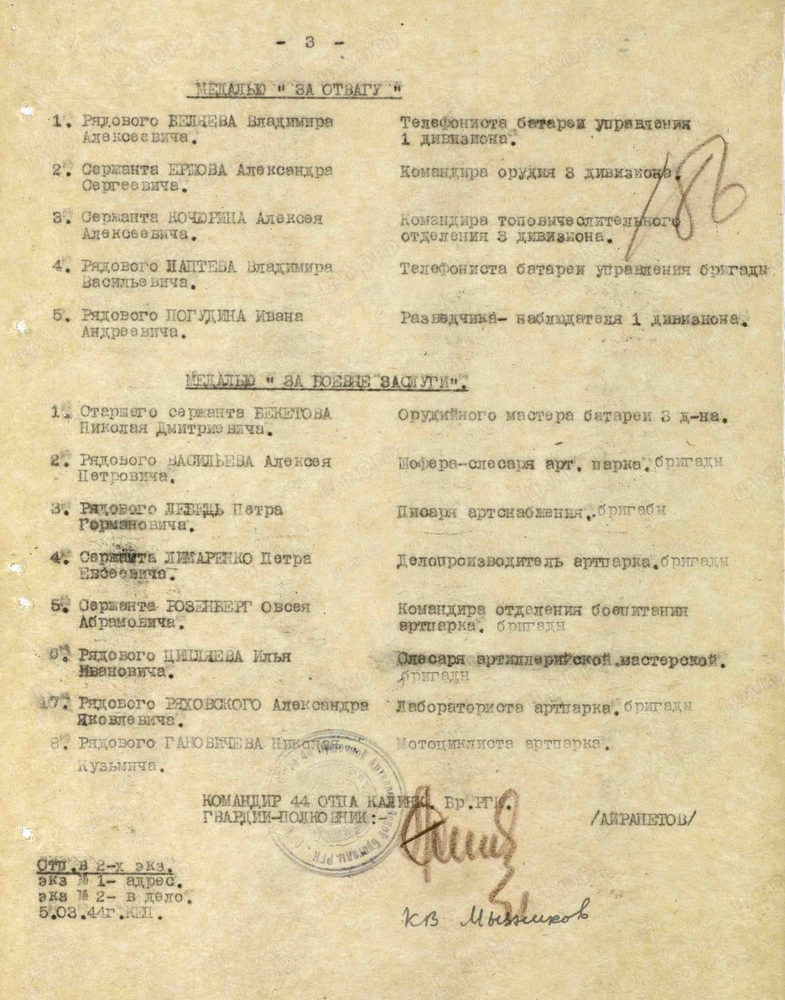 - 3 -
МЕДАЛЬЮ " ЗА ОТВАГУ "
1. Рядового БЕЛЯЕВА Владимира Телефониста батареи управления
Алексеевича. 1 дивизиона.
2. Сержанта ЕРЛОВА Александра Командира орудия 3 дивизиона.
Сергеевича.
186
3. Сержанта КОЧЮРИНА Алексея Командира топовычеслительного
Алексеевича. отделения 3 дивизиона.
4. Рядового ЛАПТЕВА Владимира Телефониста батареи управления бригады
Васильевича.
5. Рядового ПОГУДИНА Ивана Разведчика- наблюдателя 1 дивизиона.
Андреевича.
МЕДАЛЬЮ " ЗА БОЕВЫЕ ЗАСЛУГИ".
1. Старшего сержанта БЕКЕТОВА Орудийного мастера батареи 3 д-на.
Николая Дмитриевича.
2. Рядового ВАСИЛЬЕВА Алексея Шофера-слесаря арт. парка. бригады
Петровича.
3. Рядового ЛЕБЕДЬ Петра Писаря артснабжения. бригабы
Германовича.
4. Сержанта ЛИМАРЕНКО Петра Делопроизводитель артпарка. бригады
Евсеевича.
5. Сержанта РОЗЕНБЕРГ Овсея Командира отделения боепитания
Абрамовича. артпарка. бригады
6. Рядового ЦИПЛЯЕВА Илья Слесаря артиллерийской мастерской.
Ивановича. бригады
7. Рядового РЯХОВСКОГО Александра Лабораториста артпарка. бригады
Яковлевича.
8. Рядового ГАНОВИЧЕВА Николая Мотоциклиста артпарка.
Кузьмича.
КОМАНДИР 44 ОТПА КАЛИНК. Бр.РГК.
ГВАРДИИ-ПОЛКОВНИК:- /АЙРАПЕТОВ/
Отп.в 2-х экз.
экз № 1- адрес.
экз № 2- в дело.
5.03.44г.КЕП.
КВ Мызников